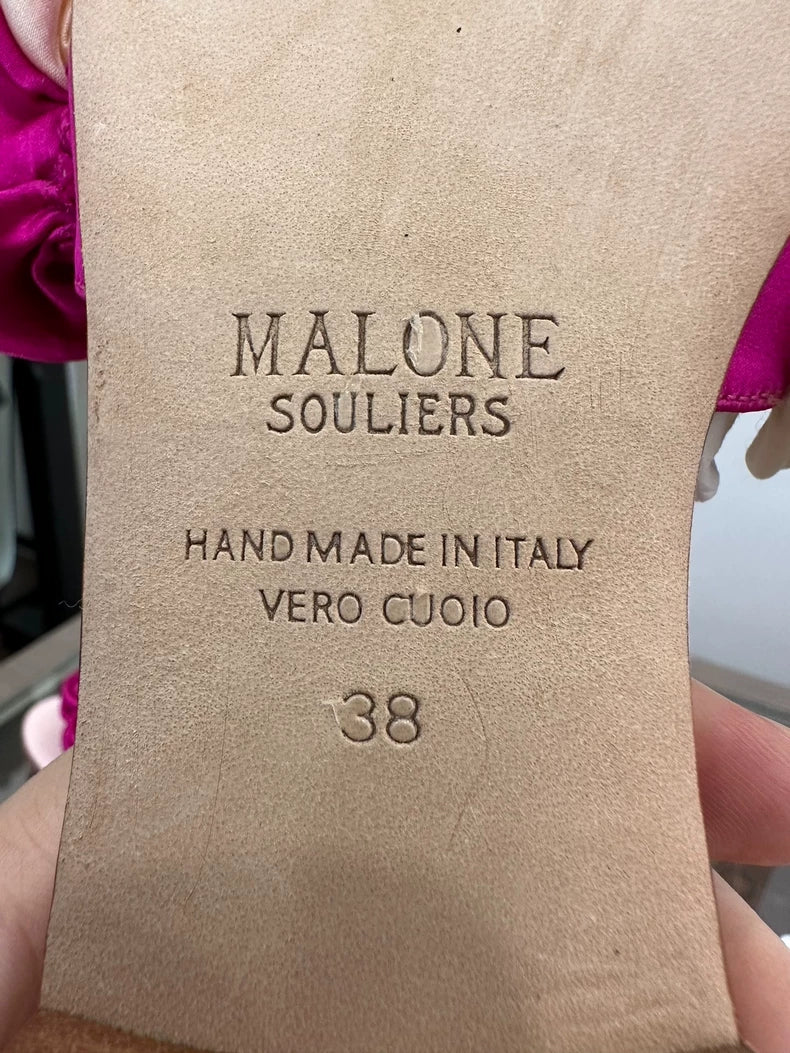 MALONE
SOULIERS
HAND MADE IN ITALY
VERO CUOIO
38